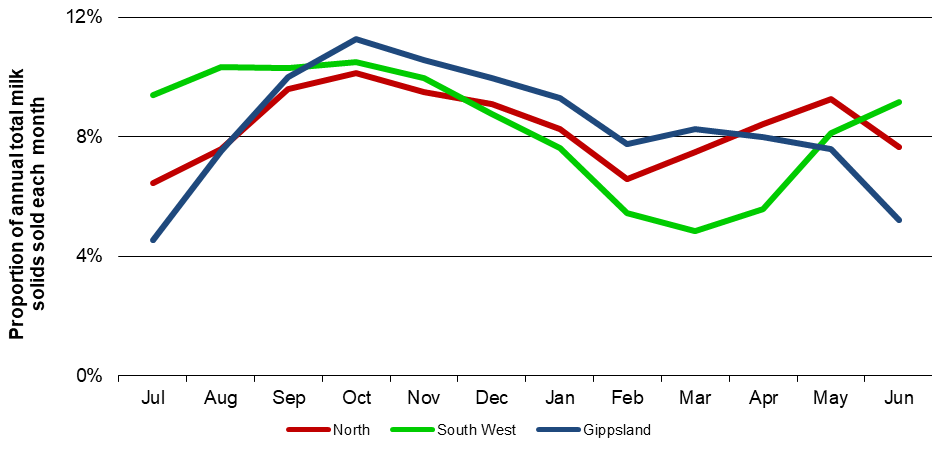 Proportion of annual total milk
solids sold each month
12%
8%
4%
0%
Jul Aug Sep Oct Nov Dec Jan Feb Mar Apr May Jun
North South West Gippsland